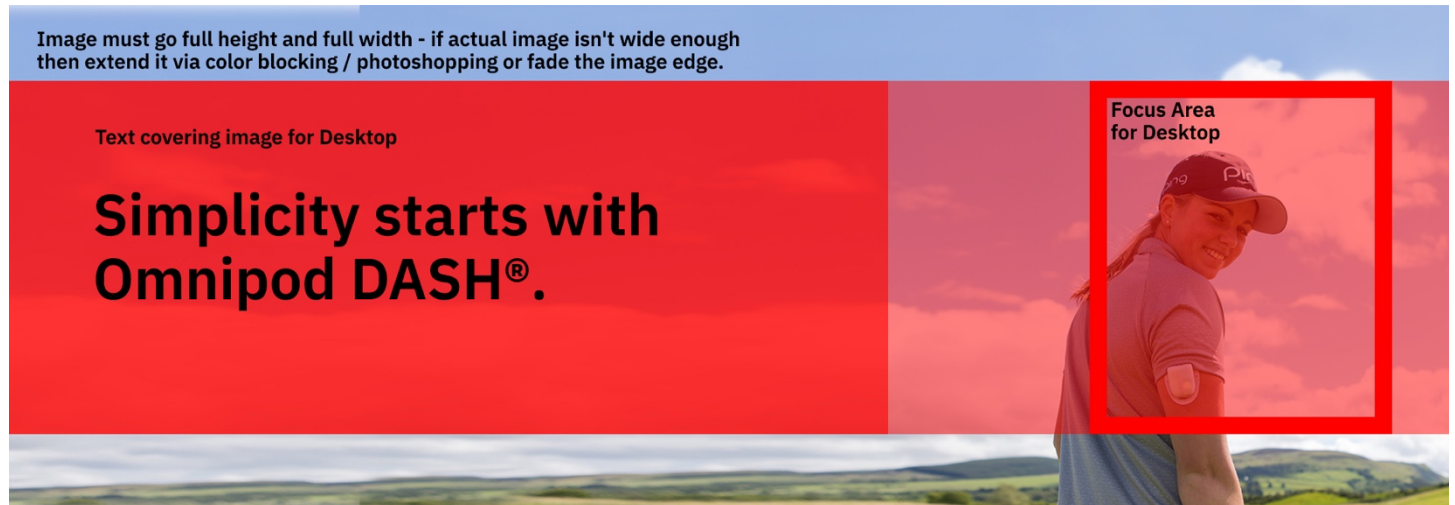 Image must go full height and full width - if actual image isn't wide enough
then extend it via color blocking / photoshopping or fade the image edge.
Focus Area
for Desktop
Text covering image for Desktop
Simplicity starts with
Omnipod DASH®.